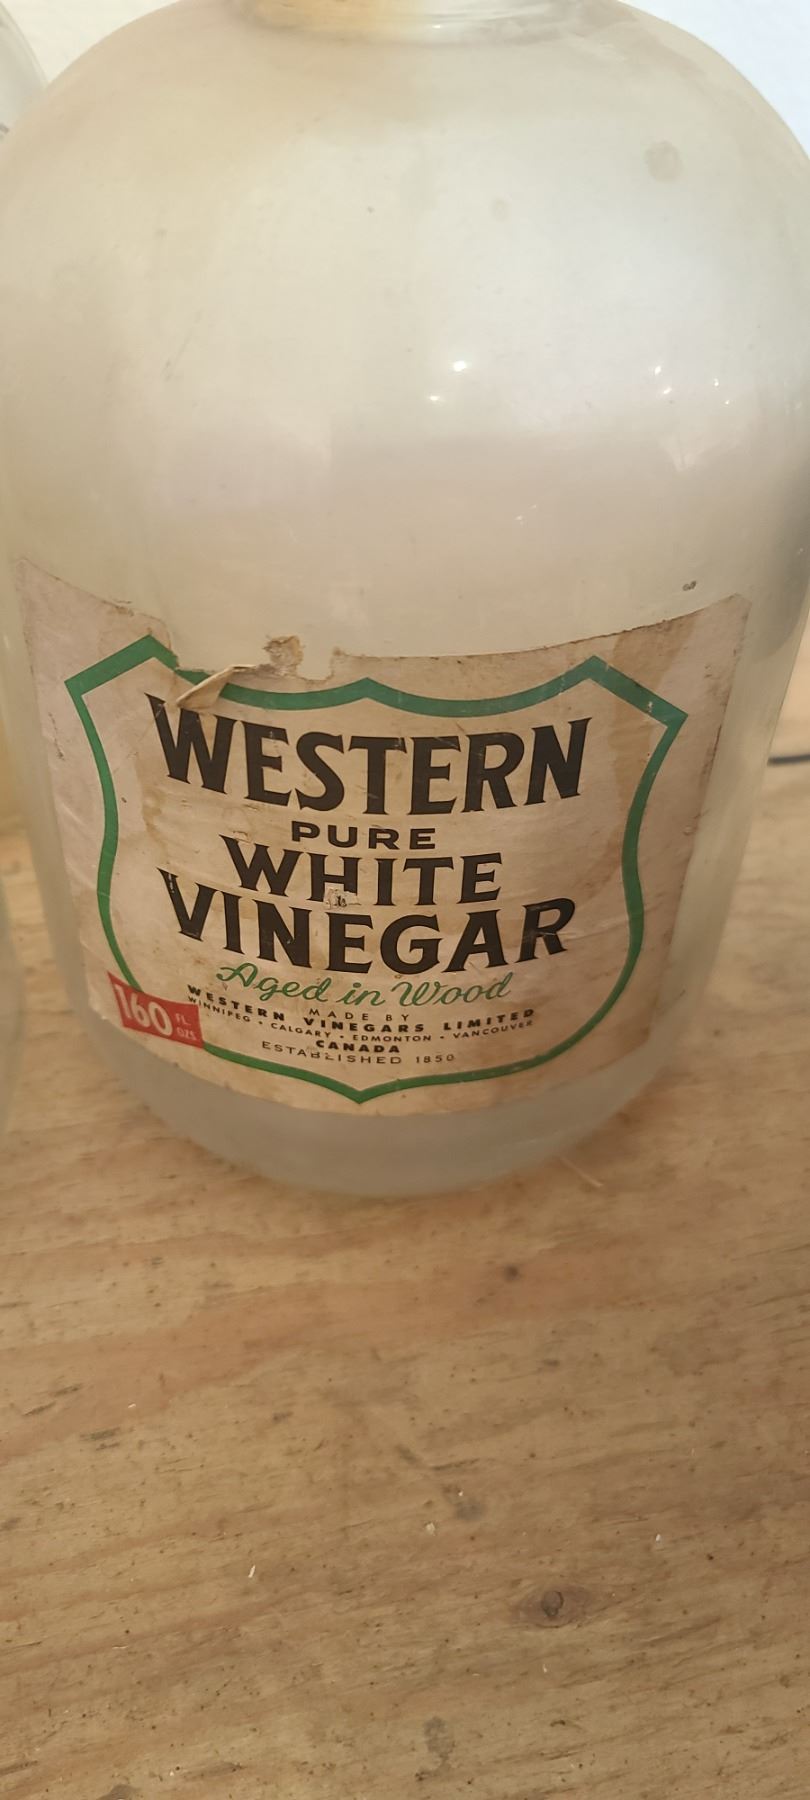 WESTERN
PURE
WHITE
VINEGAR
Aged in Wood
MADE BY
WESTERN VINEGARS LIMITED
WINNIPEG • CALGARY • EDMONTON • VANCOUVER
CANADA
ESTABLISHED 1850
160 FL.
OZS.